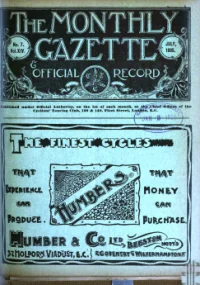 THE MONTHLY
GAZETTE
No. 7.
Vol. XIV.
JULY,
& OFFICIAL RECORD
Published under Official Authority, on the 1st of each month, at the Chief Office of the
Cyclists' Touring Club, 139 & 140, Fleet Street, London, E.C.
THE FINEST CYCLES
THAT
EXPERIENCE
CAN
PRODUCE.
HUMBERS
THAT
MONEY
CAN
PURCHASE
HUMBER & Co. LTD. BEESTON NOTTS
32 HOLBORN VIADUCT, E.C. & COVENTRY & WOLVERHAMPTON